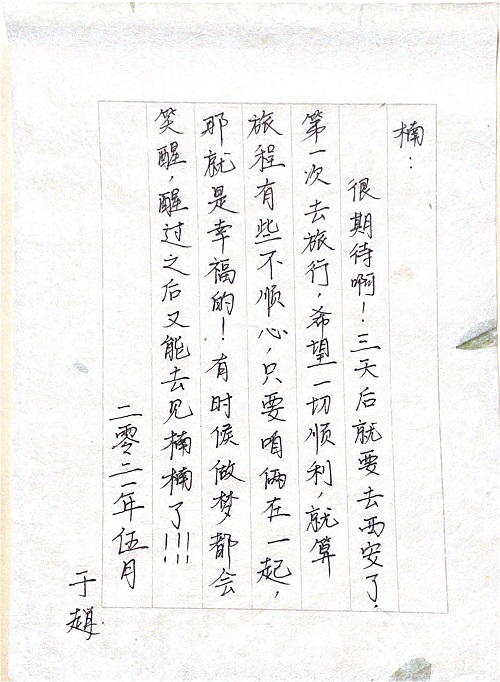 楠：
很期待啊！三天后就要去西安了．
第一次去旅行，希望一切顺利，就算
旅程有些不顺心，只要咱俩在一起，
那就是幸福的！有时候做梦都会
笑醒，醒过之后又能去见楠楠了!!!
二零二一年伍月
于趙．